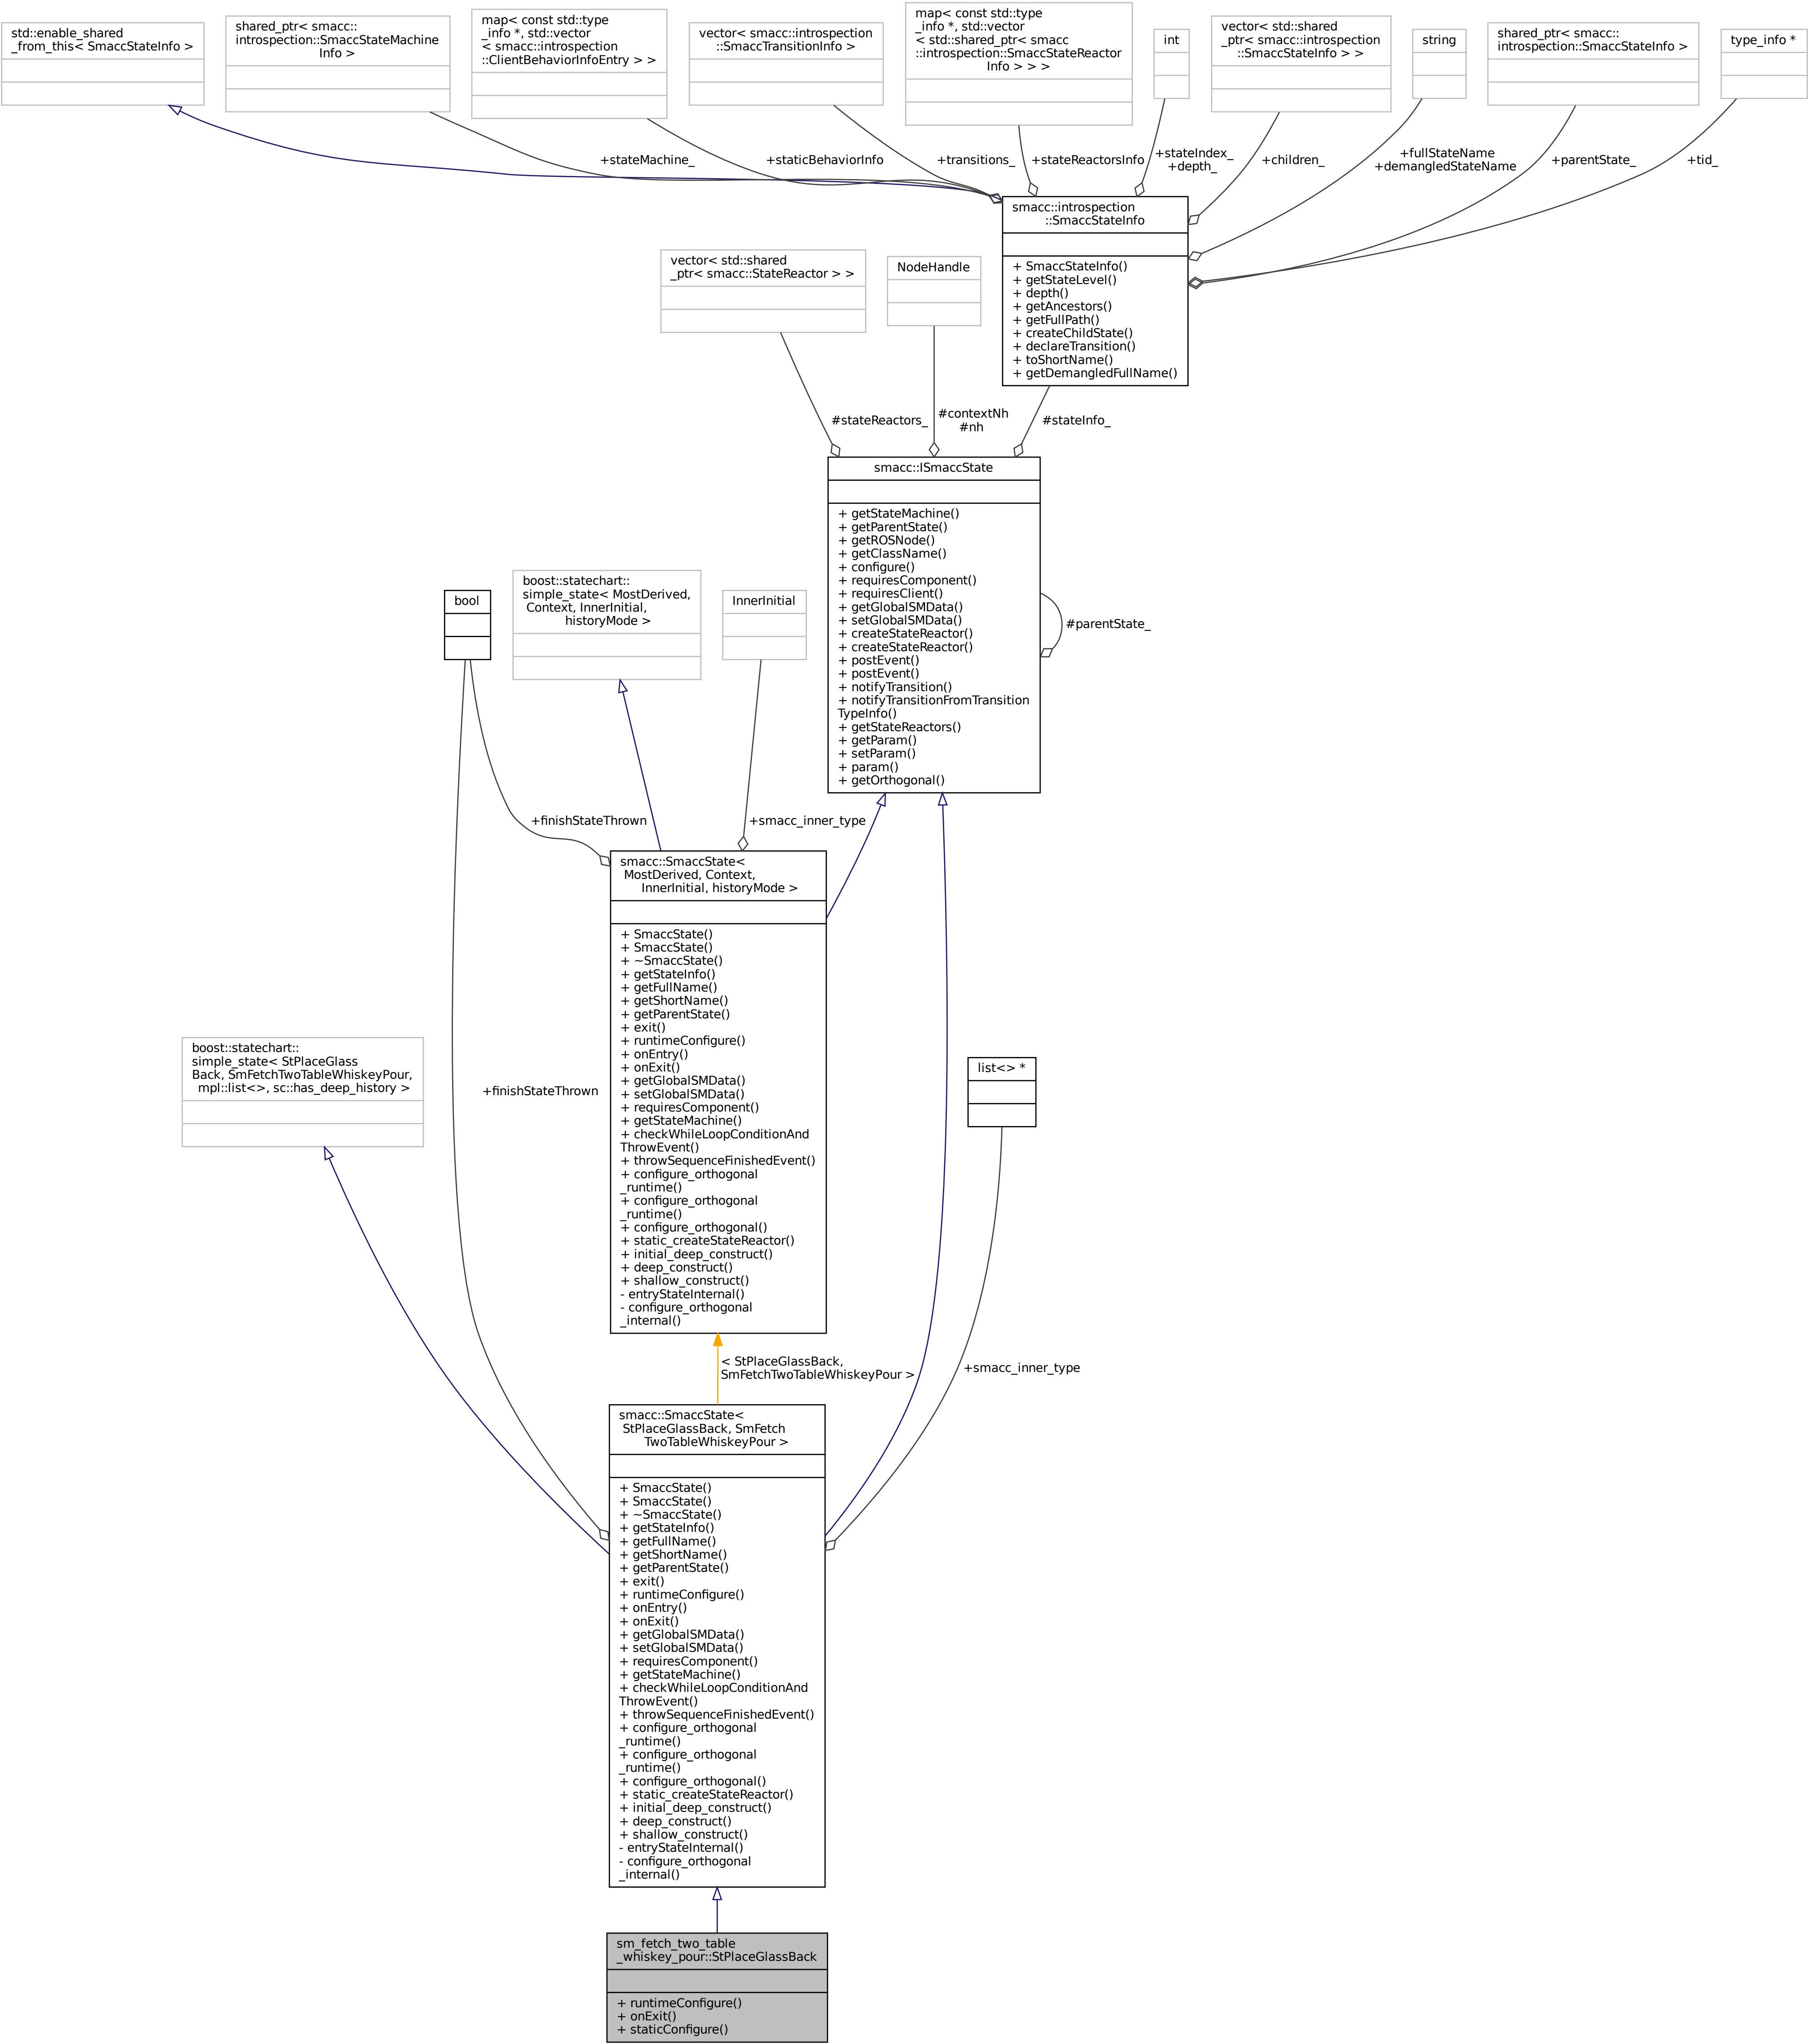 std::enable_shared
_from_this< SmaccStateInfo >
shared_ptr< smacc::
introspection::SmaccStateMachine
Info >
map< const std::type
_info *, std::vector
< smacc::introspection
::ClientBehaviorInfoEntry > >
vector< smacc::introspection
::SmaccTransitionInfo >
map< const std::type
_info *, std::vector
< std::shared_ptr< smacc
::introspection::SmaccStateReactor
Info > > >
int
vector< std::shared
_ptr< smacc::introspection
::SmaccStateInfo > >
string
shared_ptr< smacc::
introspection::SmaccStateInfo >
type_info *
+stateMachine_
+staticBehaviorInfo
+transitions_
+stateReactorsInfo
+stateIndex_
+depth_
+children_
+fullStateName
+demangledStateName
+parentState_
+tid_
smacc::introspection
::SmaccStateInfo
+ SmaccStateInfo()
+ getStateLevel()
+ depth()
+ getAncestors()
+ getFullPath()
+ createChildState()
+ declareTransition()
+ toShortName()
+ getDemangledFullName()
vector< std::shared
_ptr< smacc::StateReactor > >
NodeHandle
#stateReactors_
#contextNh
#nh
#stateInfo_
smacc::ISmaccState
+ getStateMachine()
+ getParentState()
+ getROSNode()
+ getClassName()
+ configure()
+ requiresComponent()
+ requiresClient()
+ getGlobalSMData()
+ setGlobalSMData()
+ createStateReactor()
+ createStateReactor()
+ postEvent()
+ postEvent()
+ notifyTransition()
+ notifyTransitionFromTransition
TypeInfo()
+ getStateReactors()
+ getParam()
+ setParam()
+ param()
+ getOrthogonal()
#parentState_
bool
boost::statechart::
simple_state< MostDerived,
Context, InnerInitial,
historyMode >
InnerInitial
+finishStateThrown
+smacc_inner_type
smacc::SmaccState<
MostDerived, Context,
InnerInitial, historyMode >
+ SmaccState()
+ SmaccState()
+ ~SmaccState()
+ getStateInfo()
+ getFullName()
+ getShortName()
+ getParentState()
+ exit()
+ runtimeConfigure()
+ onEntry()
+ onExit()
+ getGlobalSMData()
+ setGlobalSMData()
+ requiresComponent()
+ getStateMachine()
+ checkWhileLoopConditionAnd
ThrowEvent()
+ throwSequenceFinishedEvent()
+ configure_orthogonal
_runtime()
+ configure_orthogonal
_runtime()
+ configure_orthogonal()
+ static_createStateReactor()
+ initial_deep_construct()
+ deep_construct()
+ shallow_construct()
- entryStateInternal()
- configure_orthogonal
_internal()
boost::statechart::
simple_state< StPlaceGlass
Back, SmFetchTwoTableWhiskeyPour,
mpl::list<>, sc::has_deep_history >
+finishStateThrown
list<> *
< StPlaceGlassBack,
SmFetchTwoTableWhiskeyPour >
+smacc_inner_type
smacc::SmaccState<
StPlaceGlassBack, SmFetch
TwoTableWhiskeyPour >
+ SmaccState()
+ SmaccState()
+ ~SmaccState()
+ getStateInfo()
+ getFullName()
+ getShortName()
+ getParentState()
+ exit()
+ runtimeConfigure()
+ onEntry()
+ onExit()
+ getGlobalSMData()
+ setGlobalSMData()
+ requiresComponent()
+ getStateMachine()
+ checkWhileLoopConditionAnd
ThrowEvent()
+ throwSequenceFinishedEvent()
+ configure_orthogonal
_runtime()
+ configure_orthogonal
_runtime()
+ configure_orthogonal()
+ static_createStateReactor()
+ initial_deep_construct()
+ deep_construct()
+ shallow_construct()
- entryStateInternal()
- configure_orthogonal
_internal()
sm_fetch_two_table
_whiskey_pour::StPlaceGlassBack
+ runtimeConfigure()
+ onExit()
+ staticConfigure()